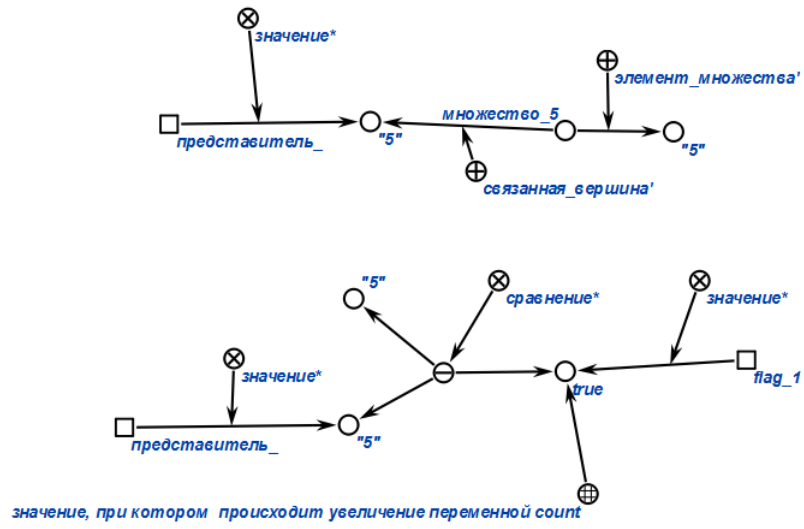 значение*
элемент_множества'
множество_5
представитель_
"5"
"5"
связанная_вершина'
"5"
сравнение*
значение*
значение*
true
flag_1
представитель_
"5"
значение, при котором происходит увеличение переменной count